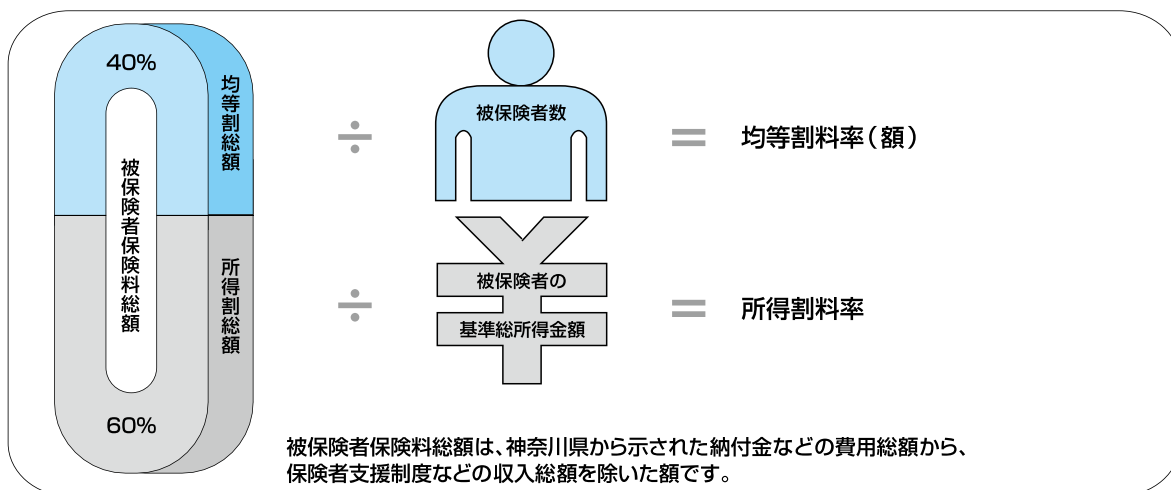 40%
均等割総額
被保険者保険料総額
所得割総額
60%
÷
被保険者数
=
均等割料率(額)
÷
被保険者の
基準総所得金額
=
所得割料率
被保険者保険料総額は、神奈川県から示された納付金などの費用総額から、
保険者支援制度などの収入総額を除いた額です。